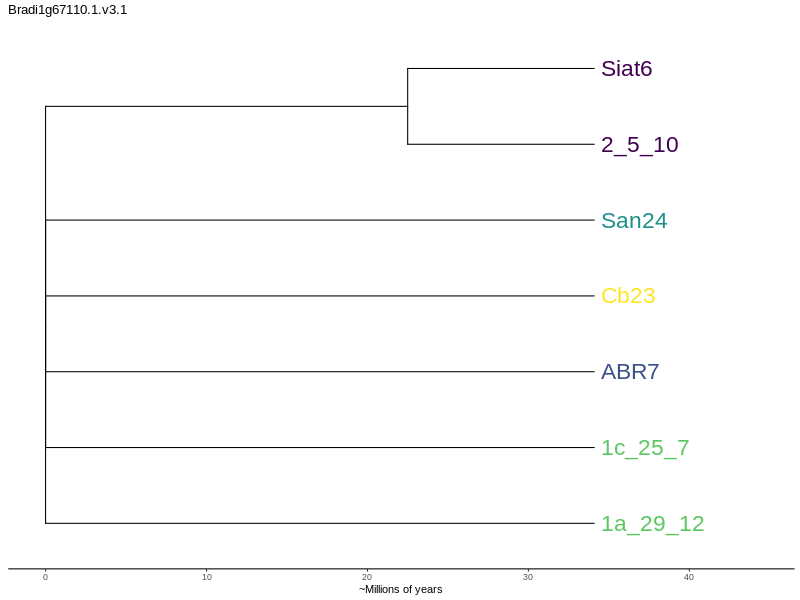 Bradi1g67110.1.v3.1
Siat6
2_5_10
San24
Cb23
ABR7
1c_25_7
1a_29_12
0 10 20 30 40
~Millions of years